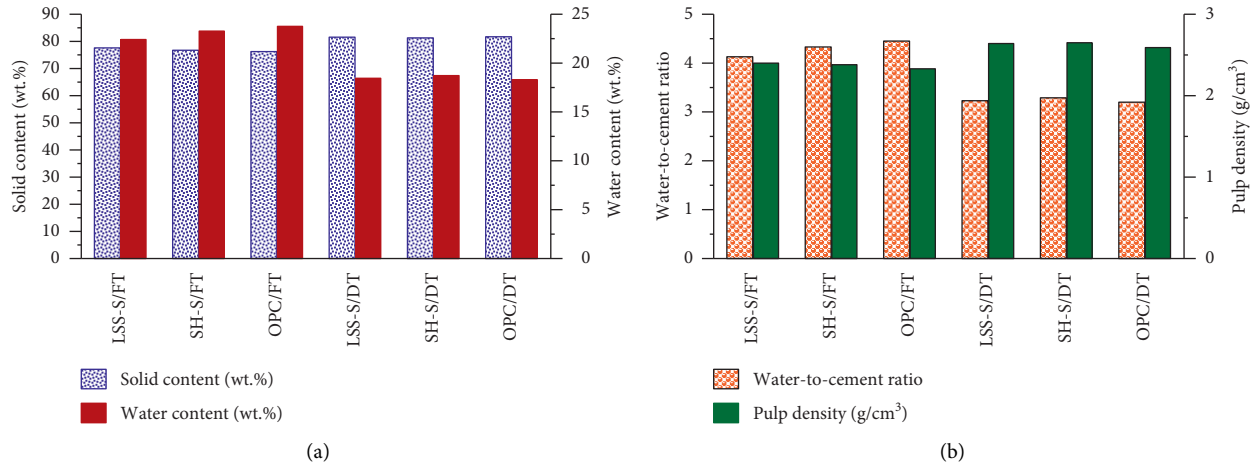 90
80
70
60
50
40
30
20
10
0
Solid content (wt.%)
25
20
15
10
5
0
Water content (wt.%)
LSS-S/FT
SH-S/FT
OPC/FT
LSS-S/DT
SH-S/DT
OPC/DT
Solid content (wt.%)
Water content (wt.%)
(a)
5
4
3
2
1
0
Water-to-cement ratio
3
2
1
0
Pulp density (g/cm³)
LSS-S/FT
SH-S/FT
OPC/FT
LSS-S/DT
SH-S/DT
OPC/DT
Water-to-cement ratio
Pulp density (g/cm³)
(b)